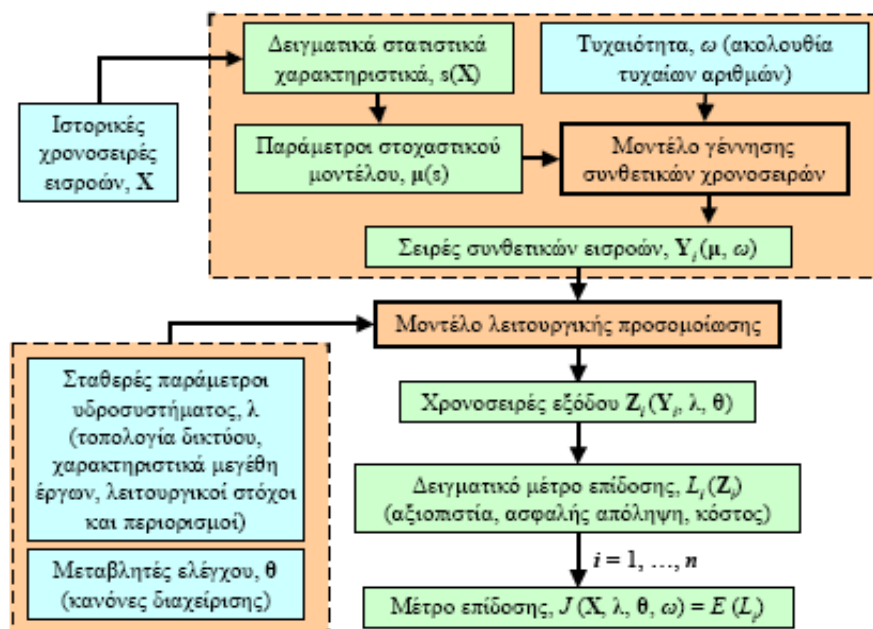 Δειγματικά στατιστικά
χαρακτηριστικά, s(X)
Τυχαιότητα, ω (ακολουθία
τυχαίων αριθμών)
Ιστορικές
χρονοσειρές
εισροών, X
Παράμετροι στοχαστικού
μοντέλου, μ(s)
Μοντέλο γέννησης
συνθετικών χρονοσειρών
Σειρές συνθετικών εισροών, Yi (μ, ω)
Μοντέλο λειτουργικής προσομοίωσης
Σταθερές παράμετροι
υδροσυστήματος, λ
(τοπολογία δικτύου,
χαρακτηριστικά μεγέθη
έργων, λειτουργικοί στόχοι
και περιορισμοί)
Μεταβλητές ελέγχου, θ
(κανόνες διαχείρισης)
Χρονοσειρές εξόδου Zi (Yi, λ, θ)
Δειγματικό μέτρο επίδοσης, Li (Zi)
(αξιοπιστία, ασφαλής απόληψη, κόστος)
i = 1, …, n
Μέτρο επίδοσης, J (X, λ, θ, ω) = E (Li)